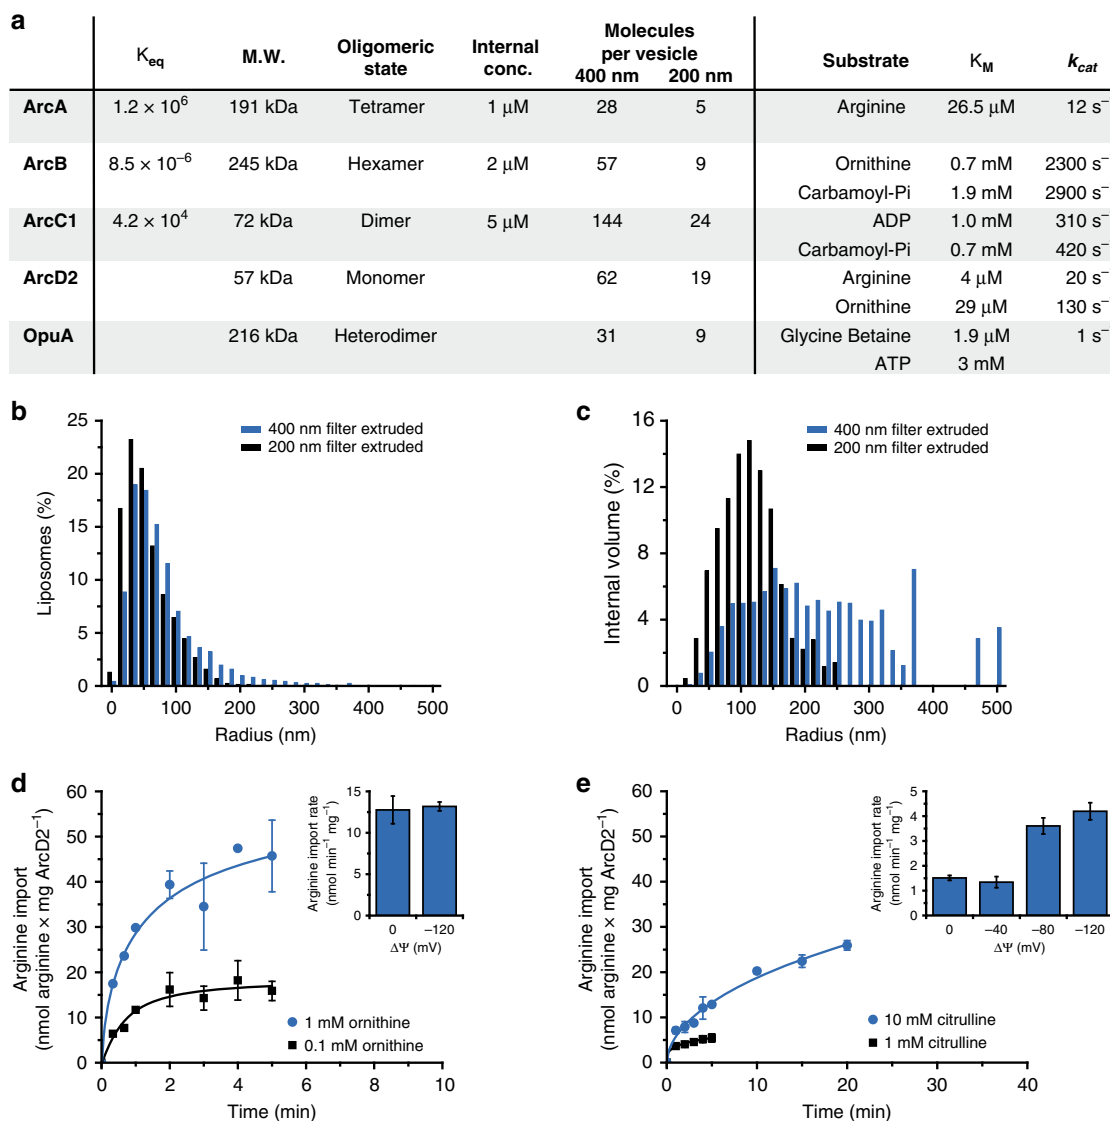 a
K_eq M.W. Oligomeric state Internal conc. Molecules per vesicle 400 nm 200 nm Substrate K_M k_cat
ArcA 1.2 × 10⁶ 191 kDa Tetramer 1 μM 28 5 Arginine 26.5 μM 12 s⁻
ArcB 8.5 × 10⁻⁶ 245 kDa Hexamer 2 μM 57 9 Ornithine 0.7 mM 2300 s⁻
Carbamoyl-Pi 1.9 mM 2900 s⁻
ArcC1 4.2 × 10⁴ 72 kDa Dimer 5 μM 144 24 ADP 1.0 mM 310 s⁻
Carbamoyl-Pi 0.7 mM 420 s⁻
ArcD2 57 kDa Monomer 62 19 Arginine 4 μM 20 s⁻
Ornithine 29 μM 130 s⁻
OpuA 216 kDa Heterodimer 31 9 Glycine Betaine 1.9 μM 1 s⁻
ATP 3 mM
b
25
20
15
10
5
0
Liposomes (%)
400 nm filter extruded
200 nm filter extruded
0 100 200 300 400 500
Radius (nm)
c
16
12
8
4
0
Internal volume (%)
400 nm filter extruded
200 nm filter extruded
0 100 200 300 400 500
Radius (nm)
d
60
50
40
30
20
10
0
Arginine import
(nmol arginine × mg ArcD2⁻¹)
15
10
5
0
Arginine import rate
(nmol min⁻¹ mg⁻¹)
0 −120
ΔΨ (mV)
1 mM ornithine
0.1 mM ornithine
0 2 4 6 8 10
Time (min)
e
60
50
40
30
20
10
0
Arginine import
(nmol arginine × mg ArcD2⁻¹)
5
4
3
2
1
0
Arginine import rate
(nmol min⁻¹ mg⁻¹)
0 −40 −80 −120
ΔΨ (mV)
10 mM citrulline
1 mM citrulline
0 10 20 30 40
Time (min)